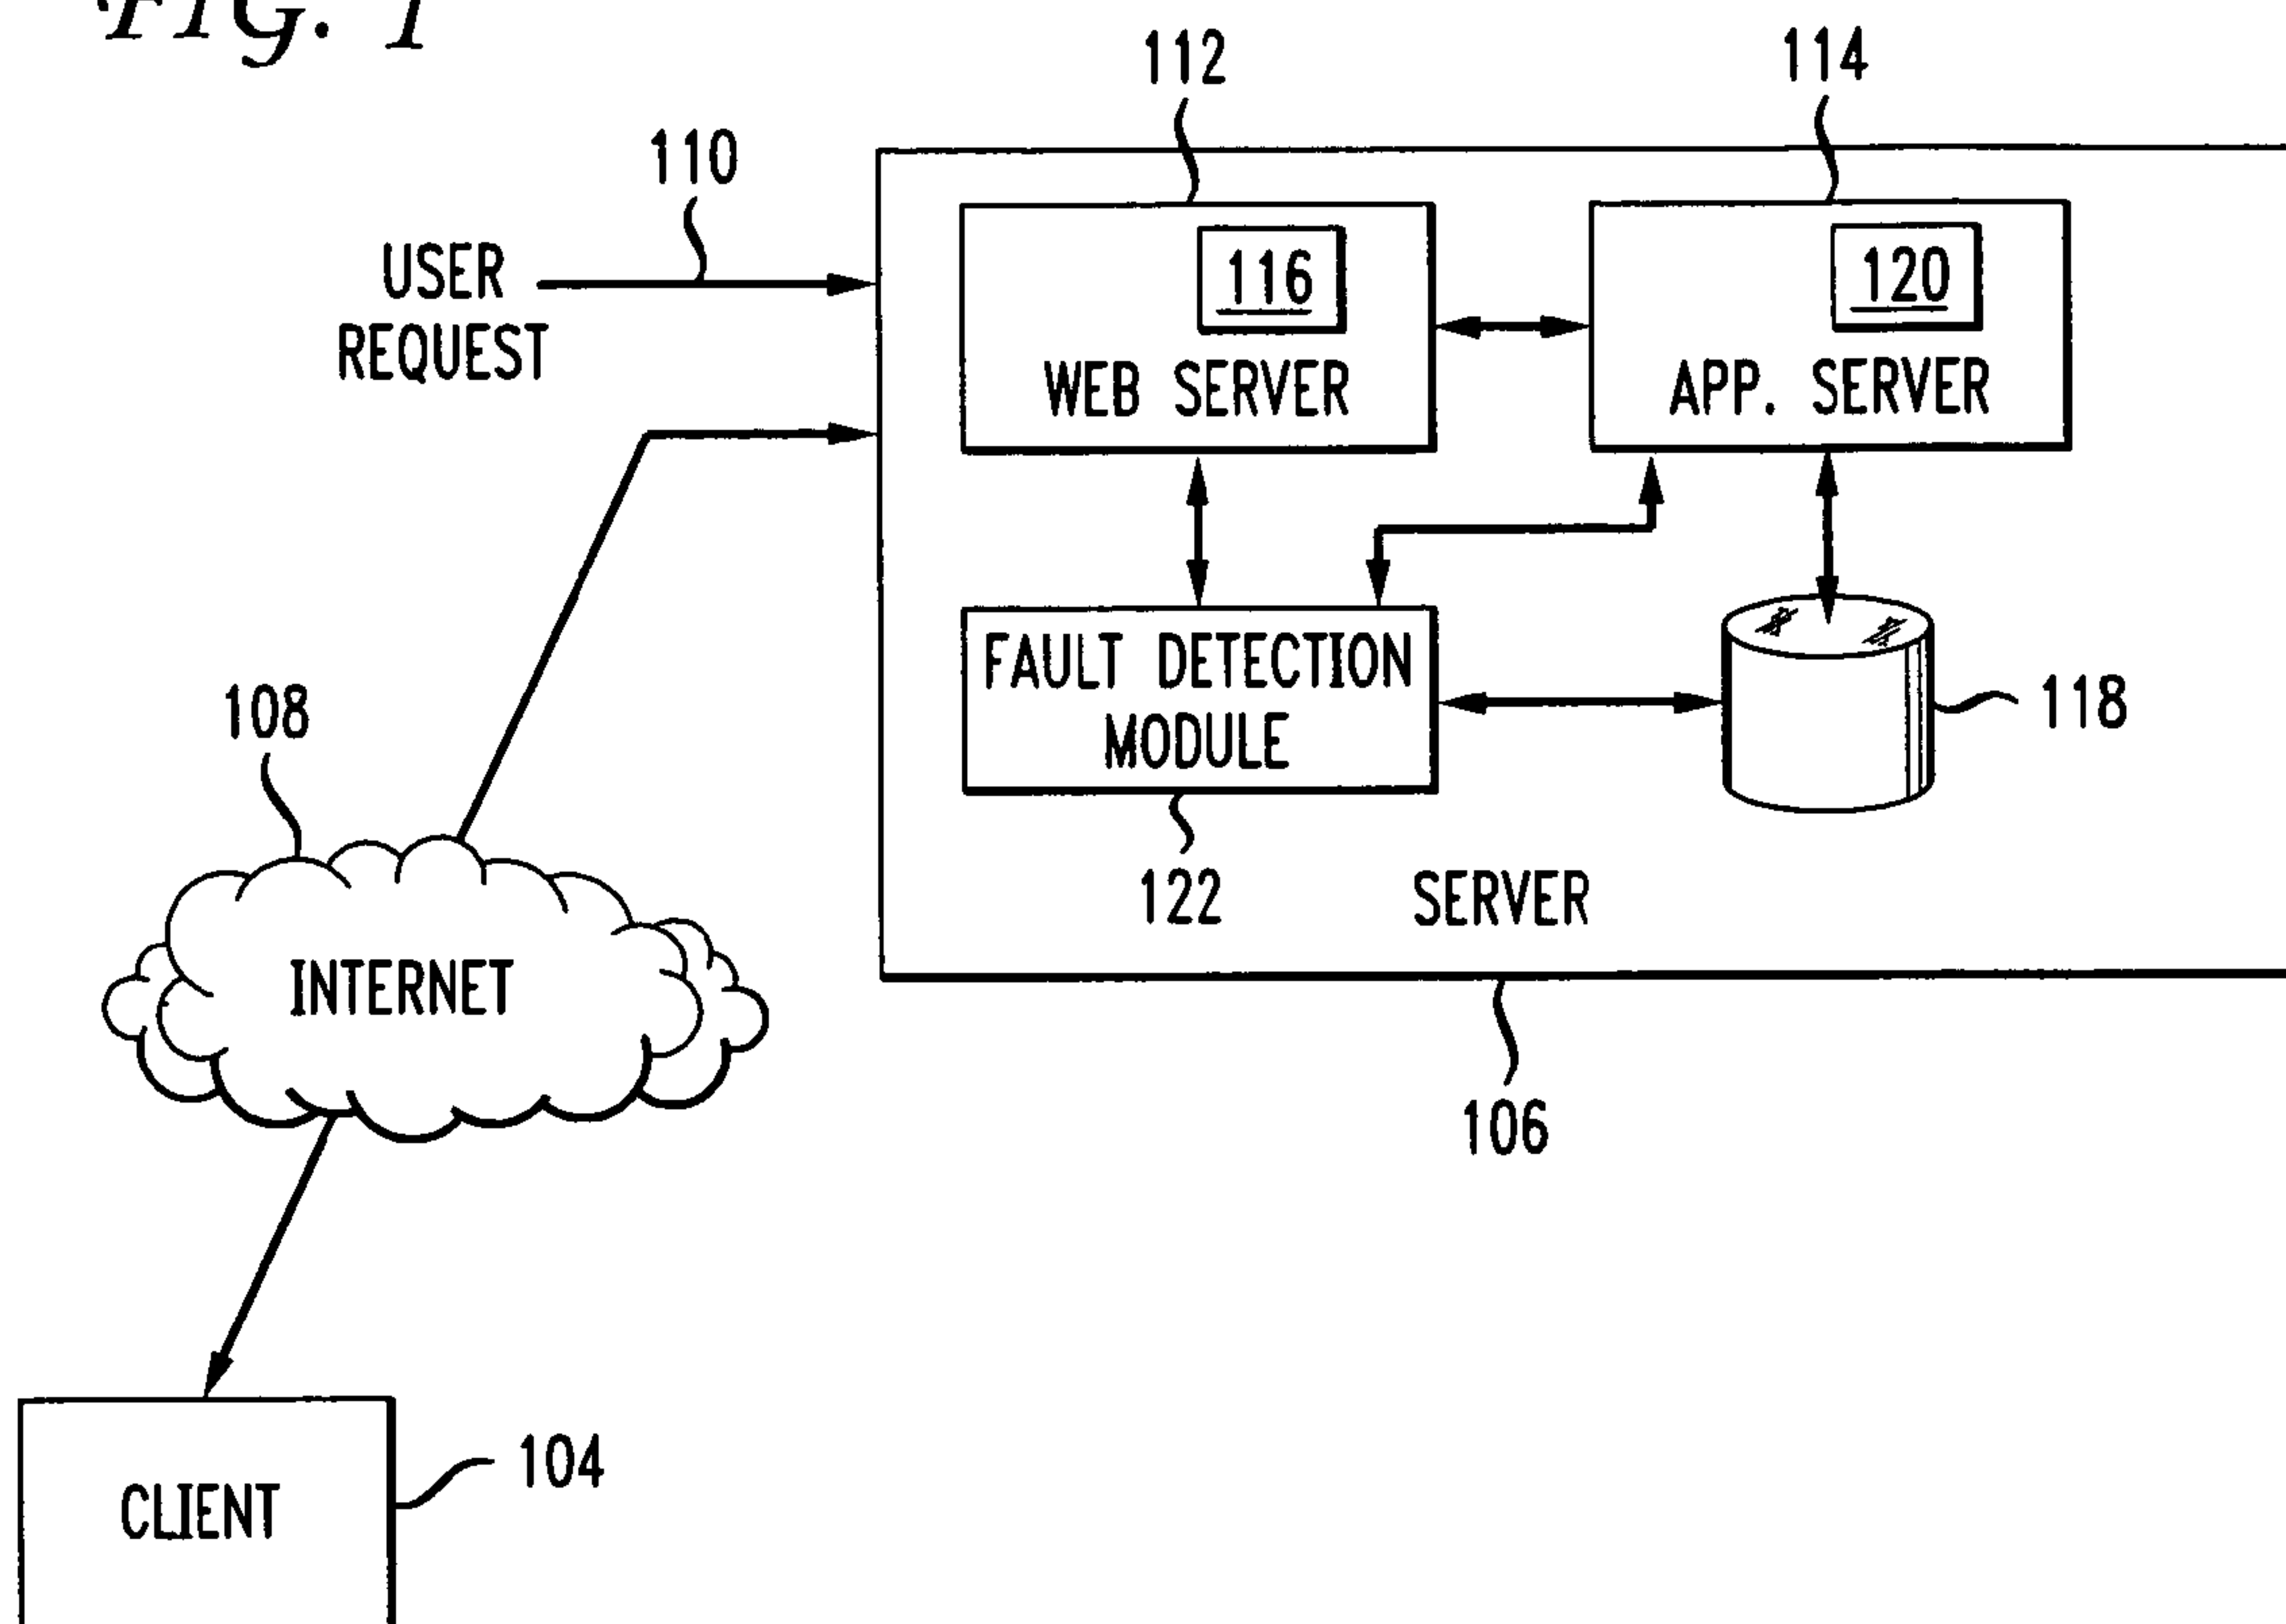 FIG. 1
112
114
110
USER
REQUEST
116
120
WEB SERVER
APP. SERVER
FAULT DETECTION
MODULE
118
108
122
SERVER
INTERNET
106
104
CLIENT